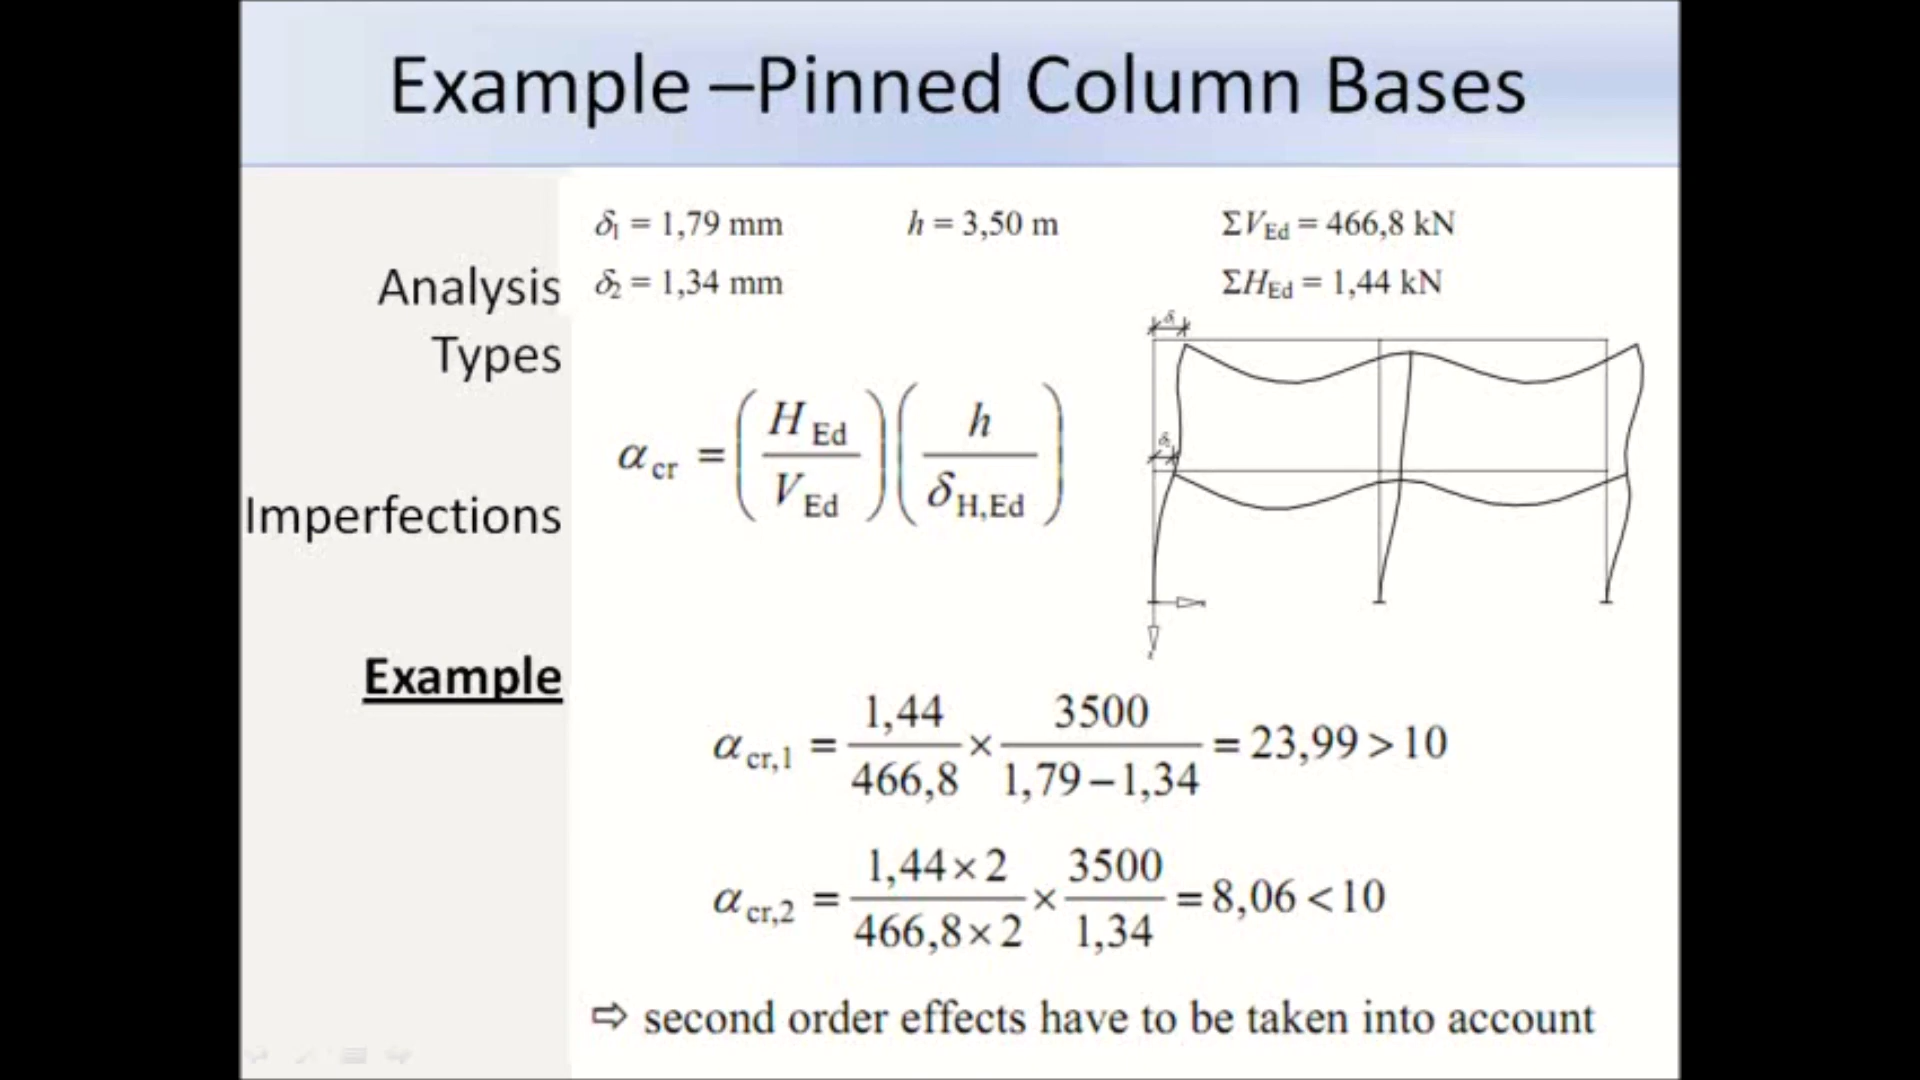 Example –Pinned Column Bases
Analysis
Types
Imperfections
Example
δ1 = 1,79 mm h = 3,50 m ΣVEd = 466,8 kN
δ2 = 1,34 mm ΣHEd = 1,44 kN
αcr = (HEd / VEd) (h / δH,Ed)
αcr,1 = 1,44 / 466,8 × 3500 / 1,79 – 1,34 = 23,99 > 10
αcr,2 = 1,44 × 2 / 466,8 × 2 × 3500 / 1,34 = 8,06 < 10
⇨ second order effects have to be taken into account